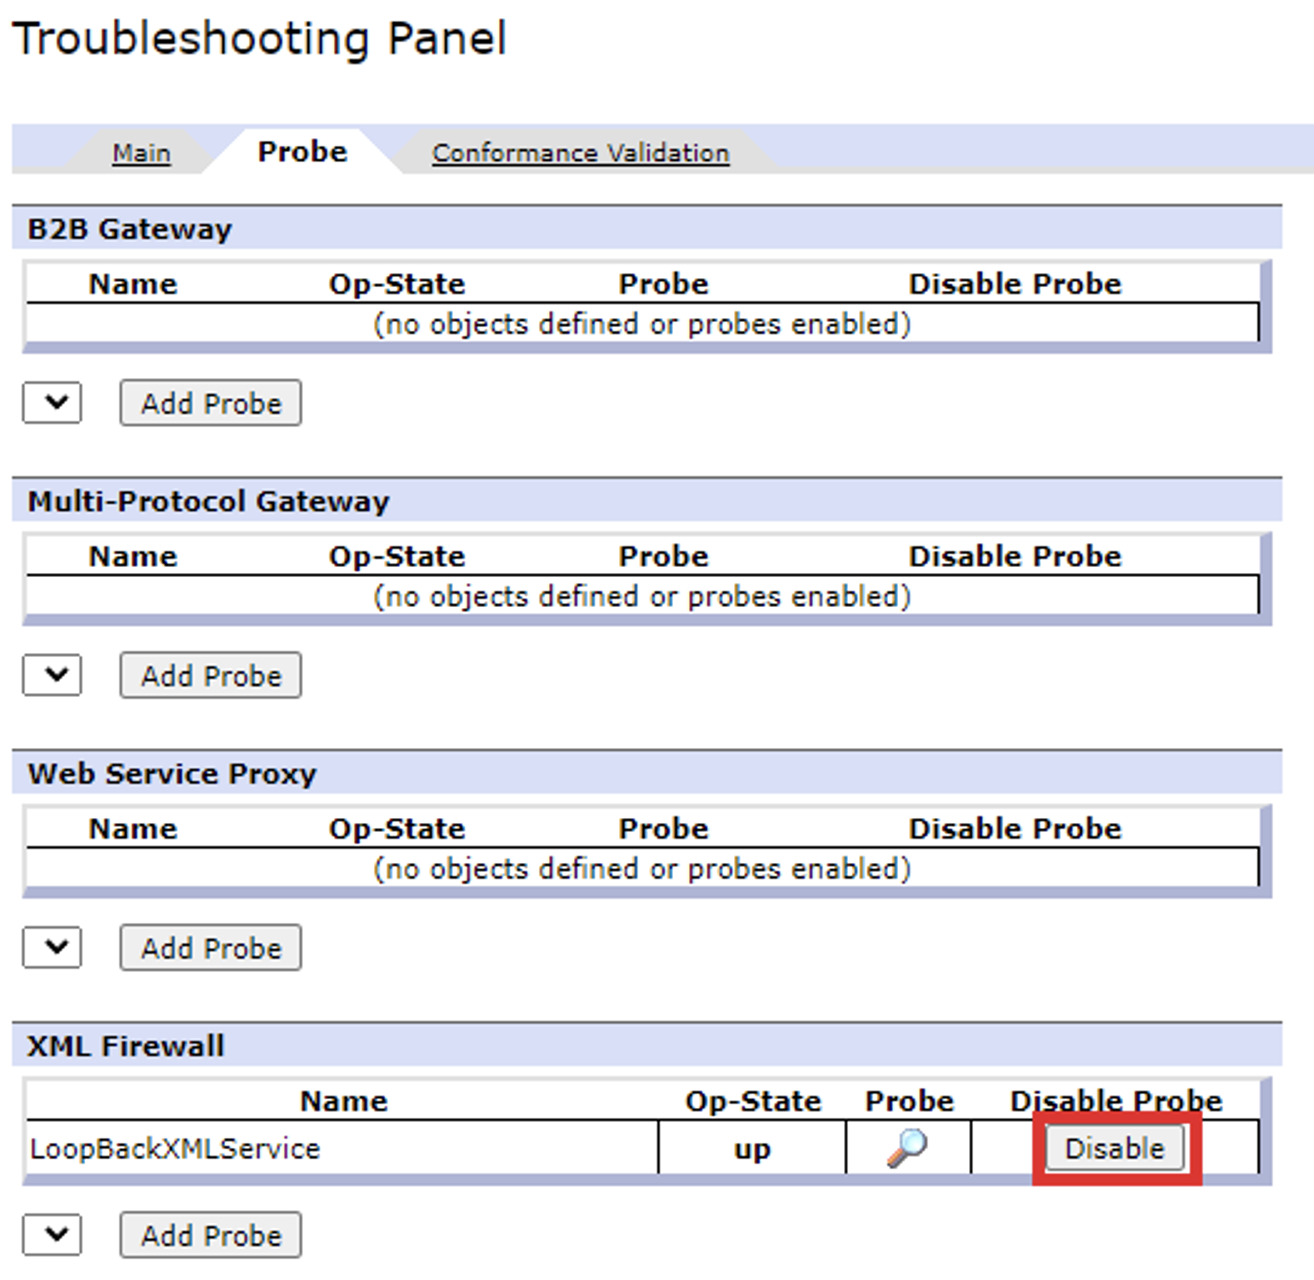 Troubleshooting Panel
Main Probe Conformance Validation
B2B Gateway
Name Op-State Probe Disable Probe
(no objects defined or probes enabled)
Add Probe
Multi-Protocol Gateway
Name Op-State Probe Disable Probe
(no objects defined or probes enabled)
Add Probe
Web Service Proxy
Name Op-State Probe Disable Probe
(no objects defined or probes enabled)
Add Probe
XML Firewall
Name Op-State Probe Disable Probe
LoopBackXMLService up Disable
Add Probe